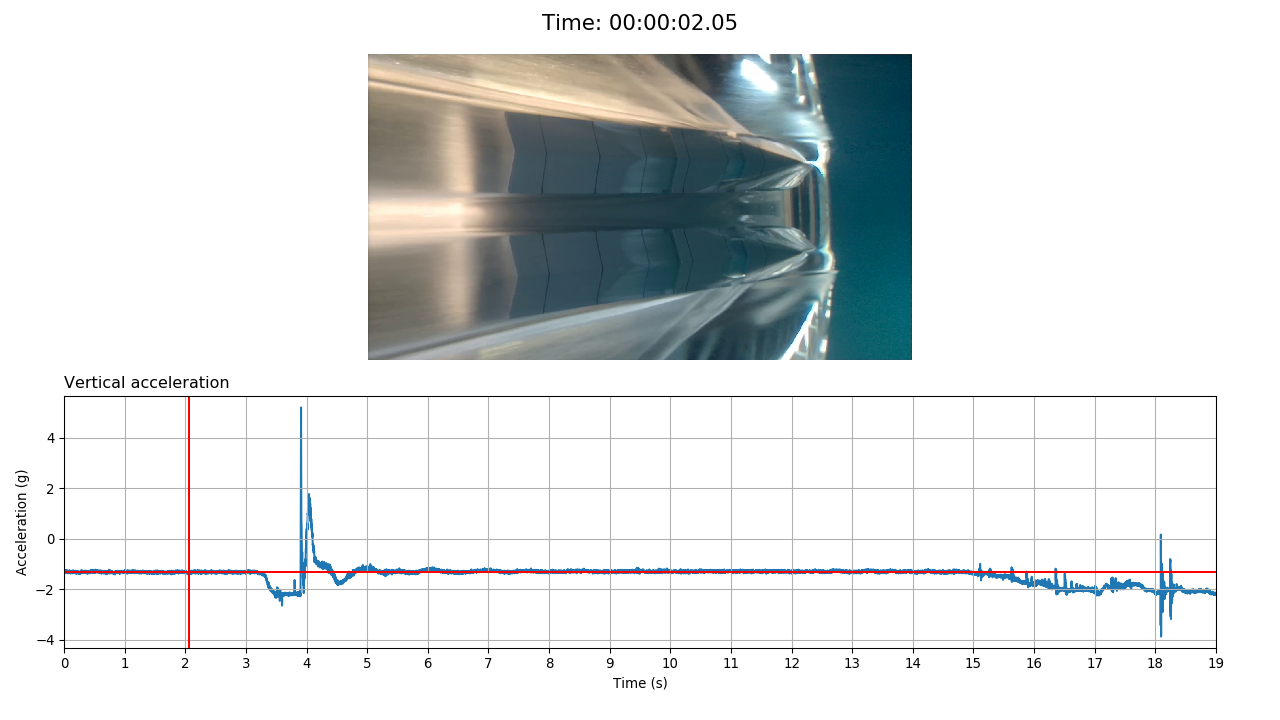 Time: 00:00:02.05
Vertical acceleration
Acceleration (g)
4
2
0
−2
−4
0 1 2 3 4 5 6 7 8 9 10 11 12 13 14 15 16 17 18 19
Time (s)